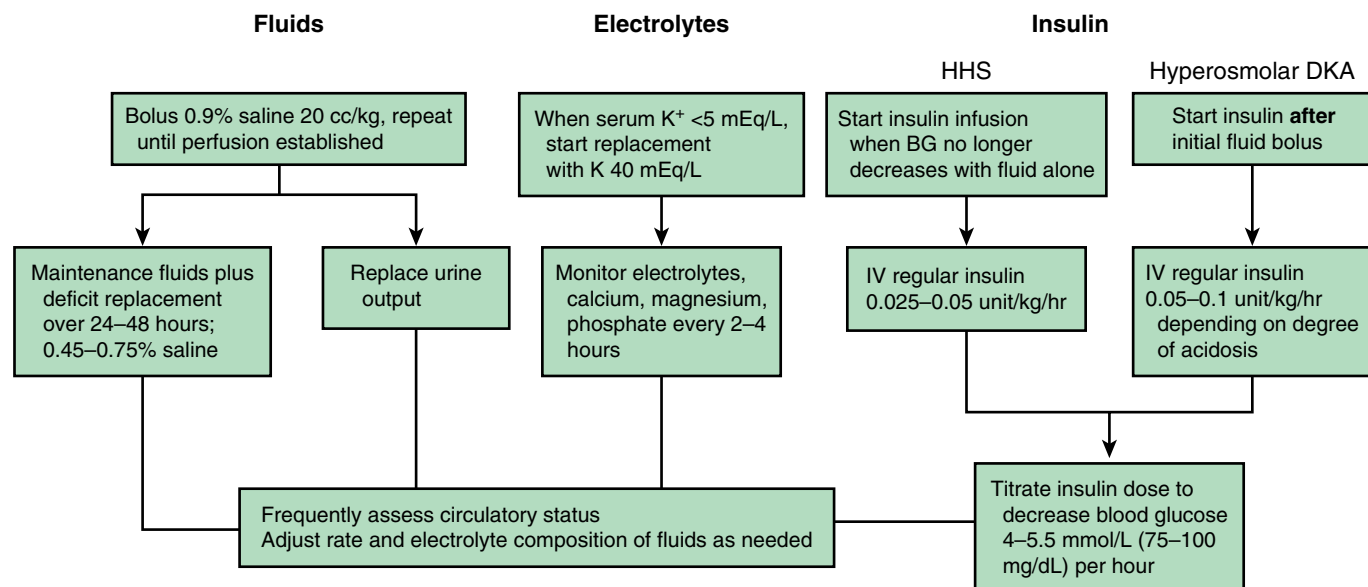 Fluids
Electrolytes
Insulin
HHS
Hyperosmolar DKA
Bolus 0.9% saline 20 cc/kg, repeat
until perfusion established
When serum K⁺ <5 mEq/L,
start replacement
with K 40 mEq/L
Start insulin infusion
when BG no longer
decreases with fluid alone
Start insulin after
initial fluid bolus
Maintenance fluids plus
deficit replacement
over 24–48 hours;
0.45–0.75% saline
Replace urine
output
Monitor electrolytes,
calcium, magnesium,
phosphate every 2–4
hours
IV regular insulin
0.025–0.05 unit/kg/hr
IV regular insulin
0.05–0.1 unit/kg/hr
depending on degree
of acidosis
Frequently assess circulatory status
Adjust rate and electrolyte composition of fluids as needed
Titrate insulin dose to
decrease blood glucose
4–5.5 mmol/L (75–100
mg/dL) per hour